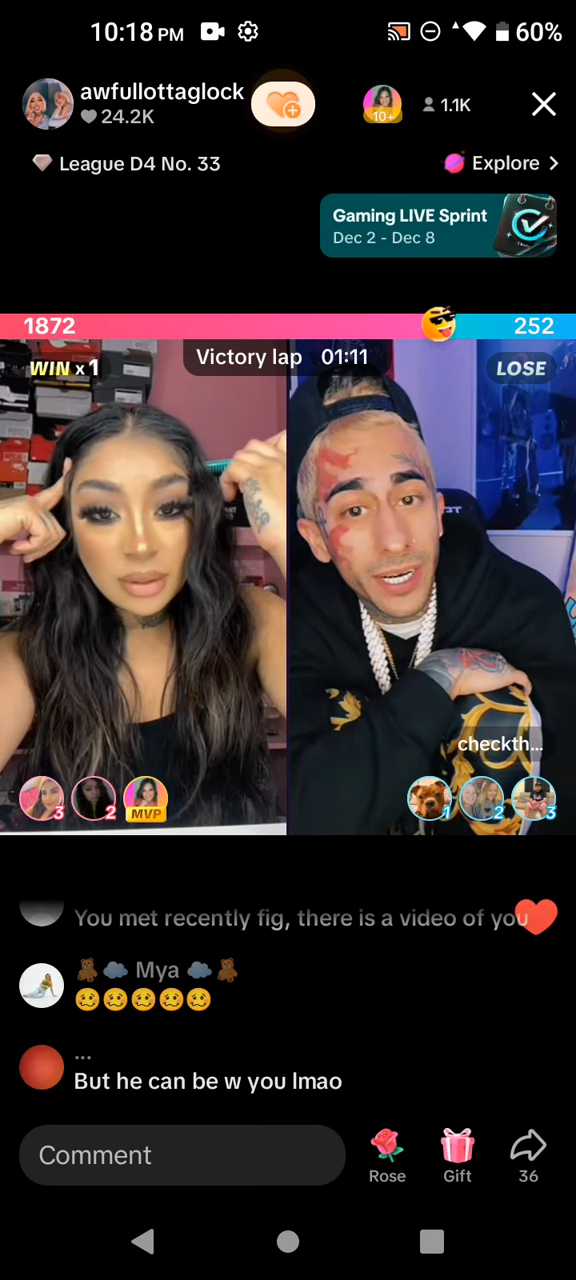 10:18 PM
60%
awfullottaglock
24.2K
10+
1.1K
League D4 No. 33
Explore >
Gaming LIVE Sprint
Dec 2 - Dec 8
1872
252
WIN x 1
Victory lap 01:11
LOSE
checkth...
3
2
MVP
1
2
3
You met recently fig, there is a video of you
🧸☁️ Mya ☁️🧸
🥴🥴🥴🥴🥴
...
But he can be w you lmao
Comment
Rose
Gift
36